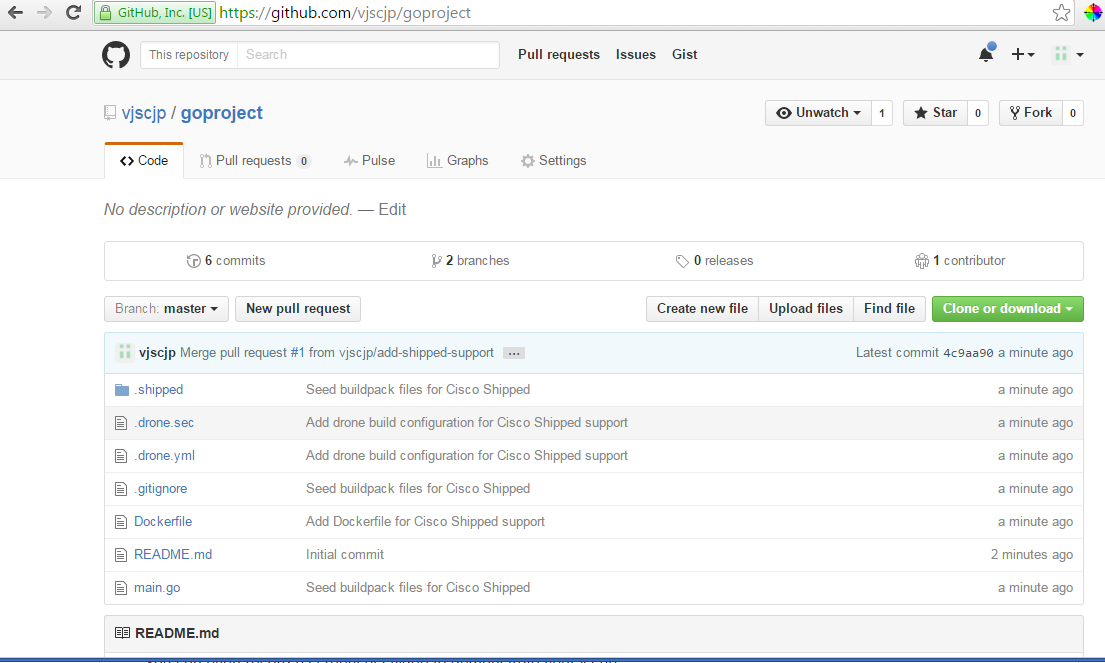 GitHub, Inc. [US] https://github.com/vjscjp/goproject
This repository Search Pull requests Issues Gist
vjscjp / goproject Unwatch 1 Star 0 Fork 0
Code Pull requests 0 Pulse Graphs Settings
No description or website provided. — Edit
6 commits 2 branches 0 releases 1 contributor
Branch: master New pull request Create new file Upload files Find file Clone or download
vjscjp Merge pull request #1 from vjscjp/add-shipped-support ... Latest commit 4c9aa90 a minute ago
.shipped Seed buildpack files for Cisco Shipped a minute ago
.drone.sec Add drone build configuration for Cisco Shipped support a minute ago
.drone.yml Add drone build configuration for Cisco Shipped support a minute ago
.gitignore Seed buildpack files for Cisco Shipped a minute ago
Dockerfile Add Dockerfile for Cisco Shipped support a minute ago
README.md Initial commit 2 minutes ago
main.go Seed buildpack files for Cisco Shipped a minute ago
README.md